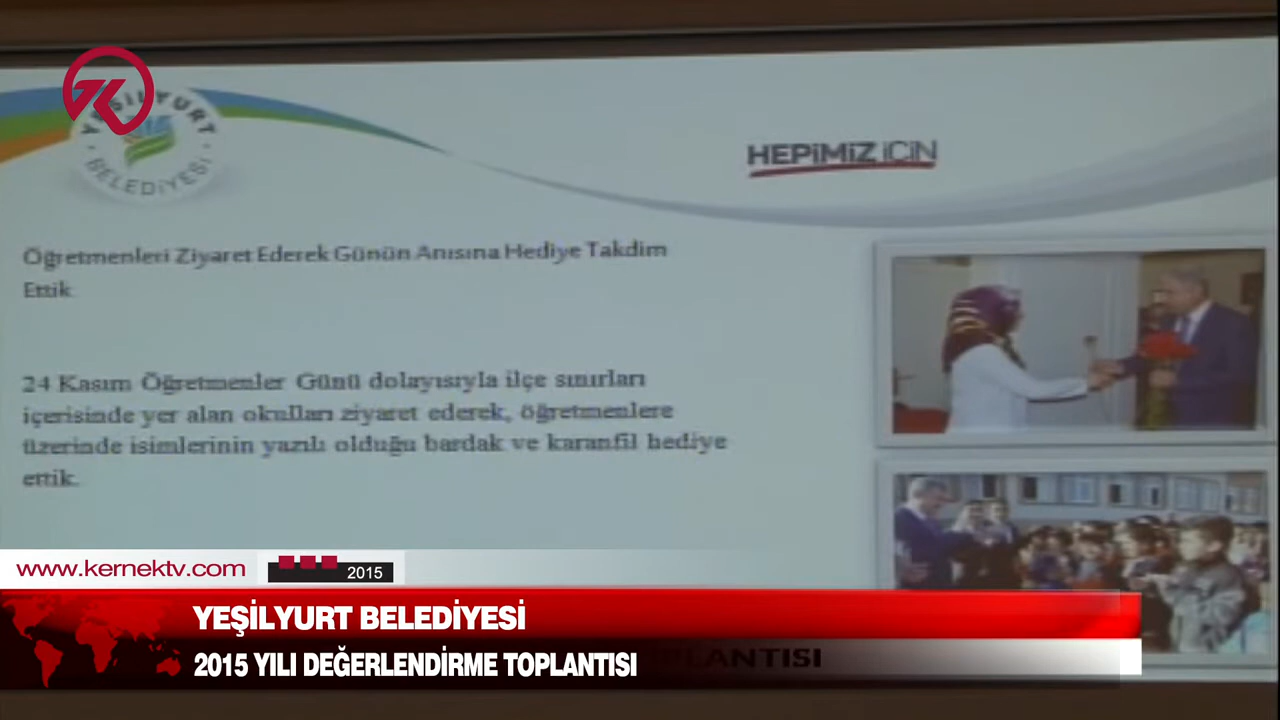 YEŞİLYURT
BELEDİYESİ
HEPİMİZ İÇİN
Öğretmenleri Ziyaret Ederek Günün Anısına Hediye Takdim
Ettik
24 Kasım Öğretmenler Günü dolayısıyla ilçe sınırları
içerisinde yer alan okulları ziyaret ederek, öğretmenlere
üzerinde isimlerinin yazılı olduğu bardak ve karanfil hediye
ettik.
www.kernektv.com
2015
YEŞİLYURT BELEDİYESİ
2015 YILI DEĞERLENDİRME TOPLANTISI
PLANTISI